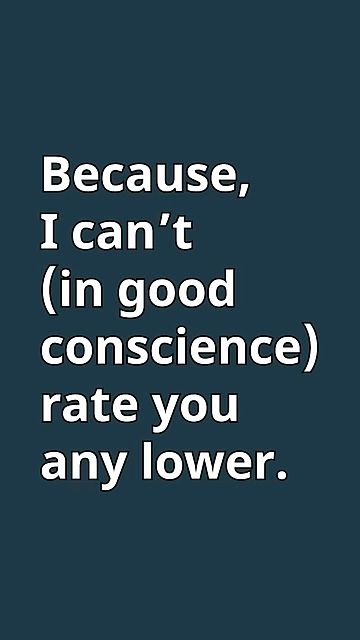 Because,
I can’t
(in good
conscience)
rate you
any lower.